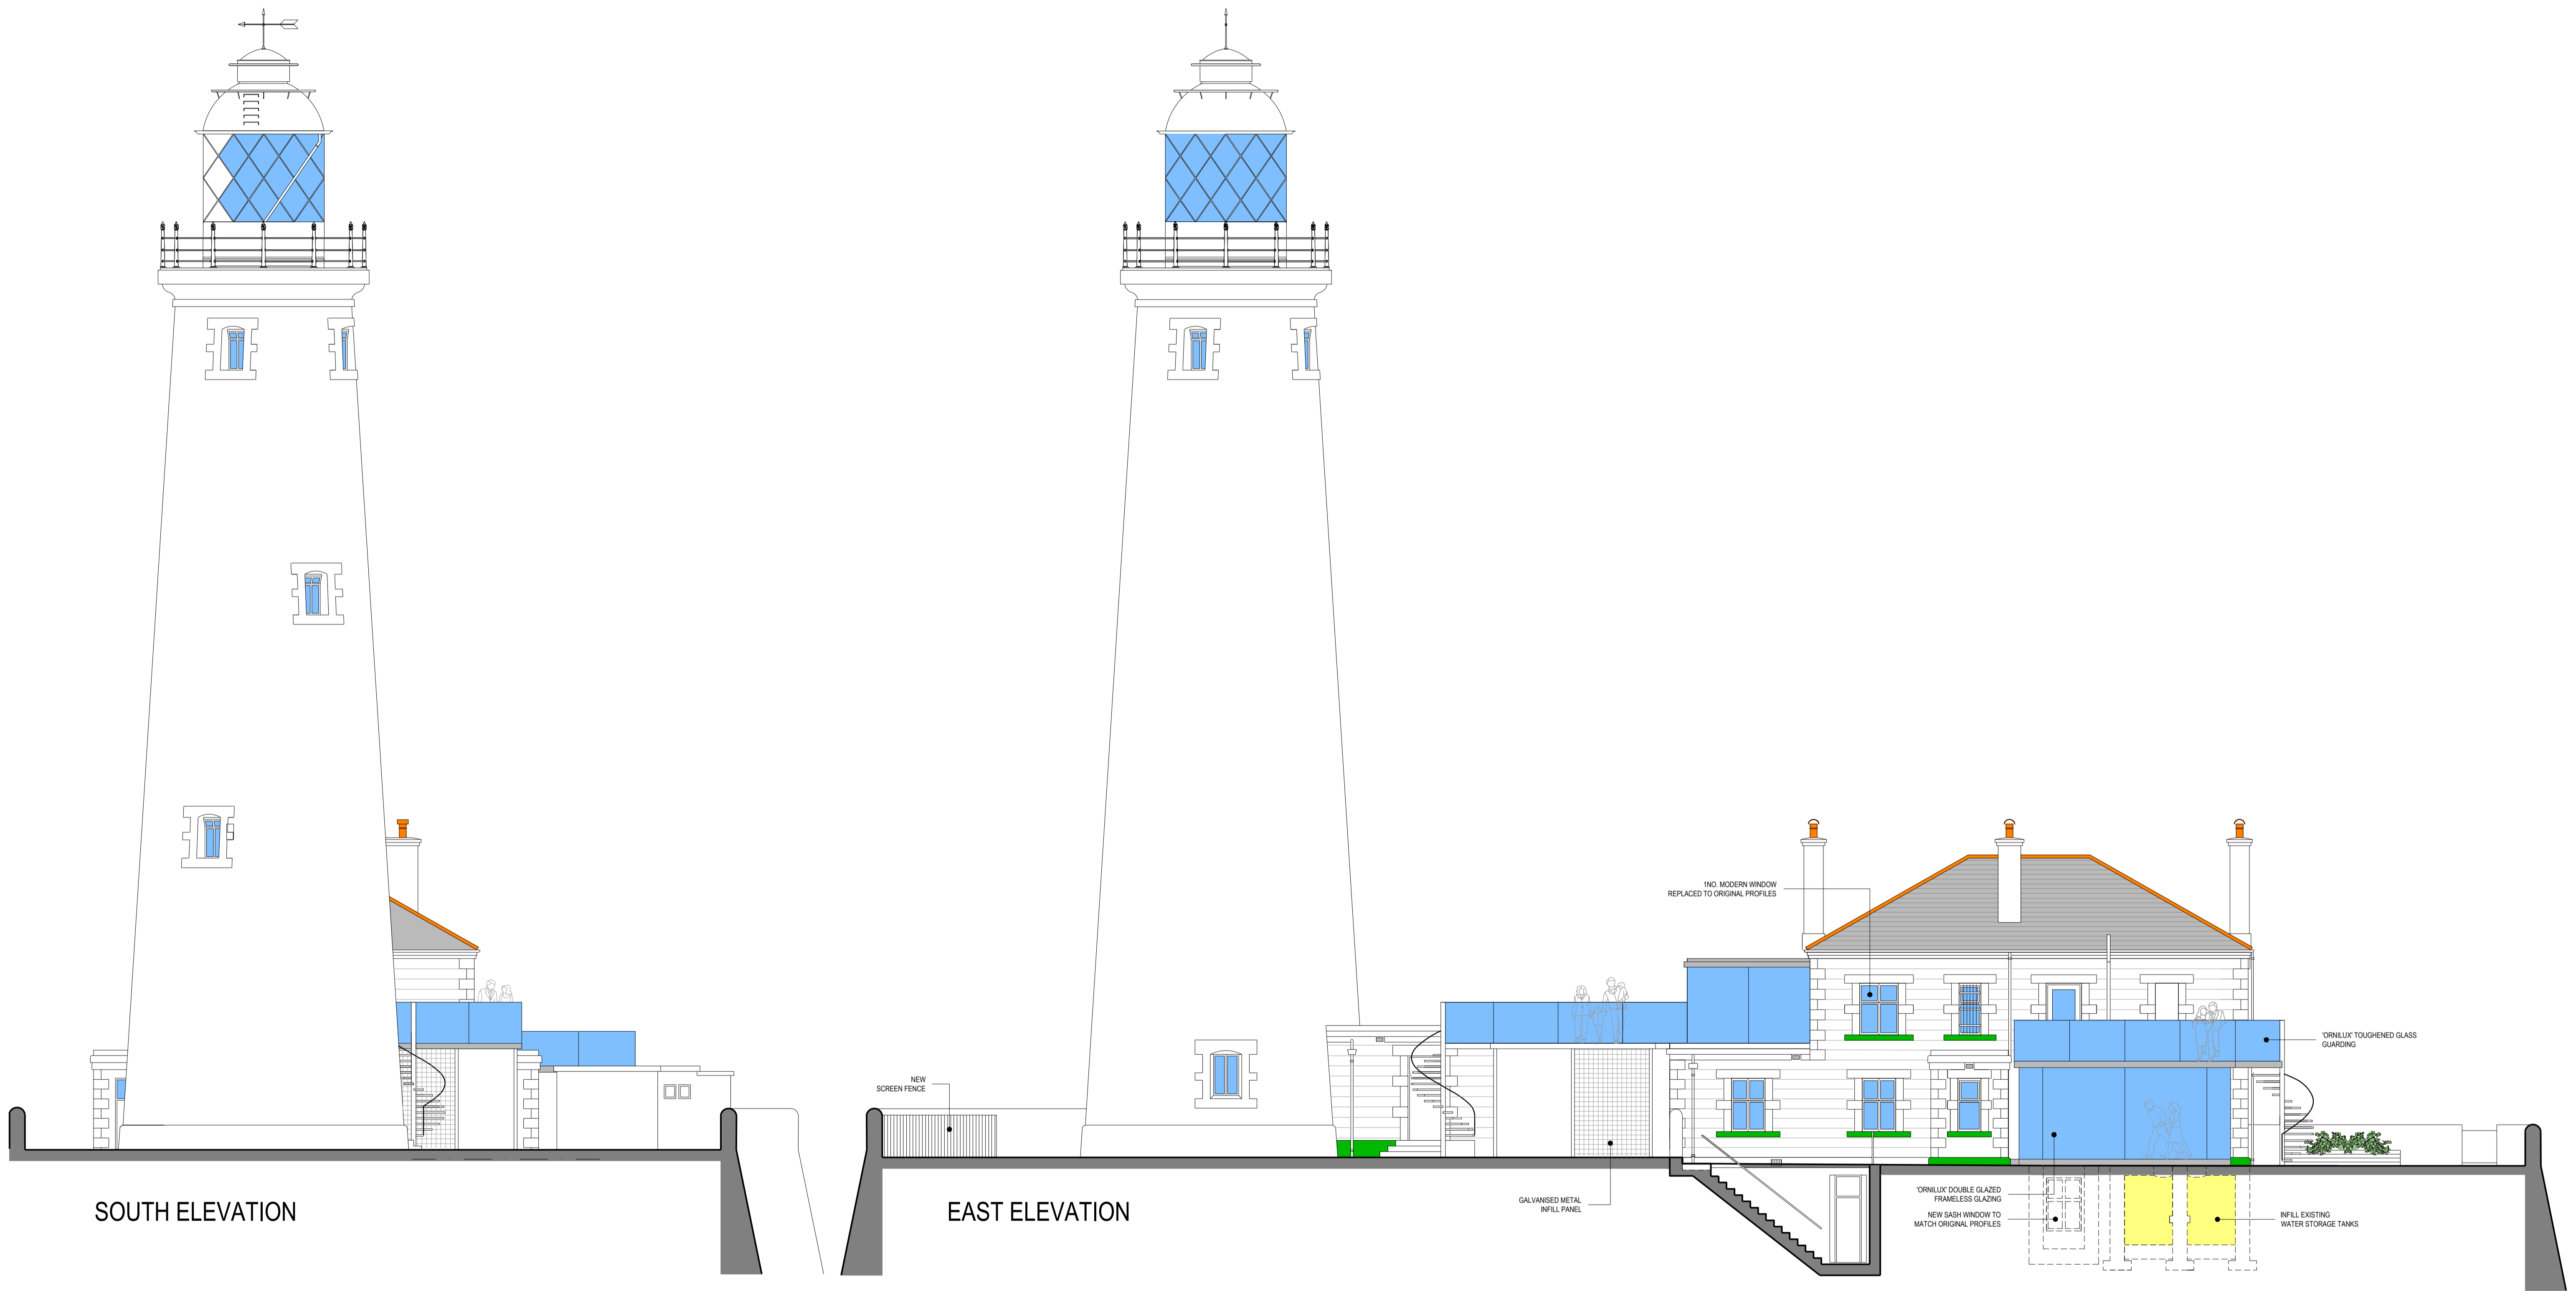 1NO. MODERN WINDOW
REPLACED TO ORIGINAL PROFILES
'ORNILUX' TOUGHENED GLASS
GUARDING
NEW
SCREEN FENCE
SOUTH ELEVATION
EAST ELEVATION
GALVANISED METAL
INFILL PANEL
'ORNILUX' DOUBLE GLAZED
FRAMELESS GLAZING
NEW SASH WINDOW TO
MATCH ORIGINAL PROFILES
INFILL EXISTING
WATER STORAGE TANKS